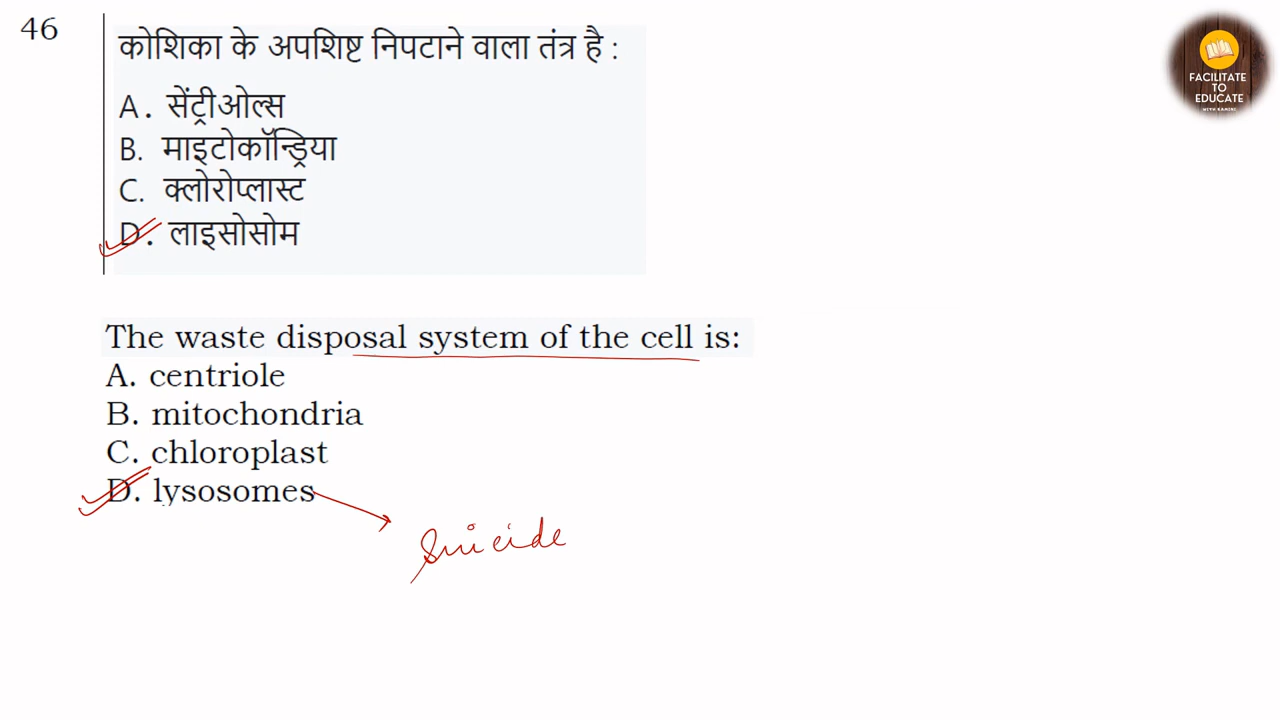 46
कोशिका के अपशिष्ट निपटाने वाला तंत्र है :
A. सेंट्रीओल्स
B. माइटोकॉन्ड्रिया
C. क्लोरोप्लास्ट
D. लाइसोसोम
The waste disposal system of the cell is:
A. centriole
B. mitochondria
C. chloroplast
D. lysosomes
Suicide
FACILITATE
TO
EDUCATE